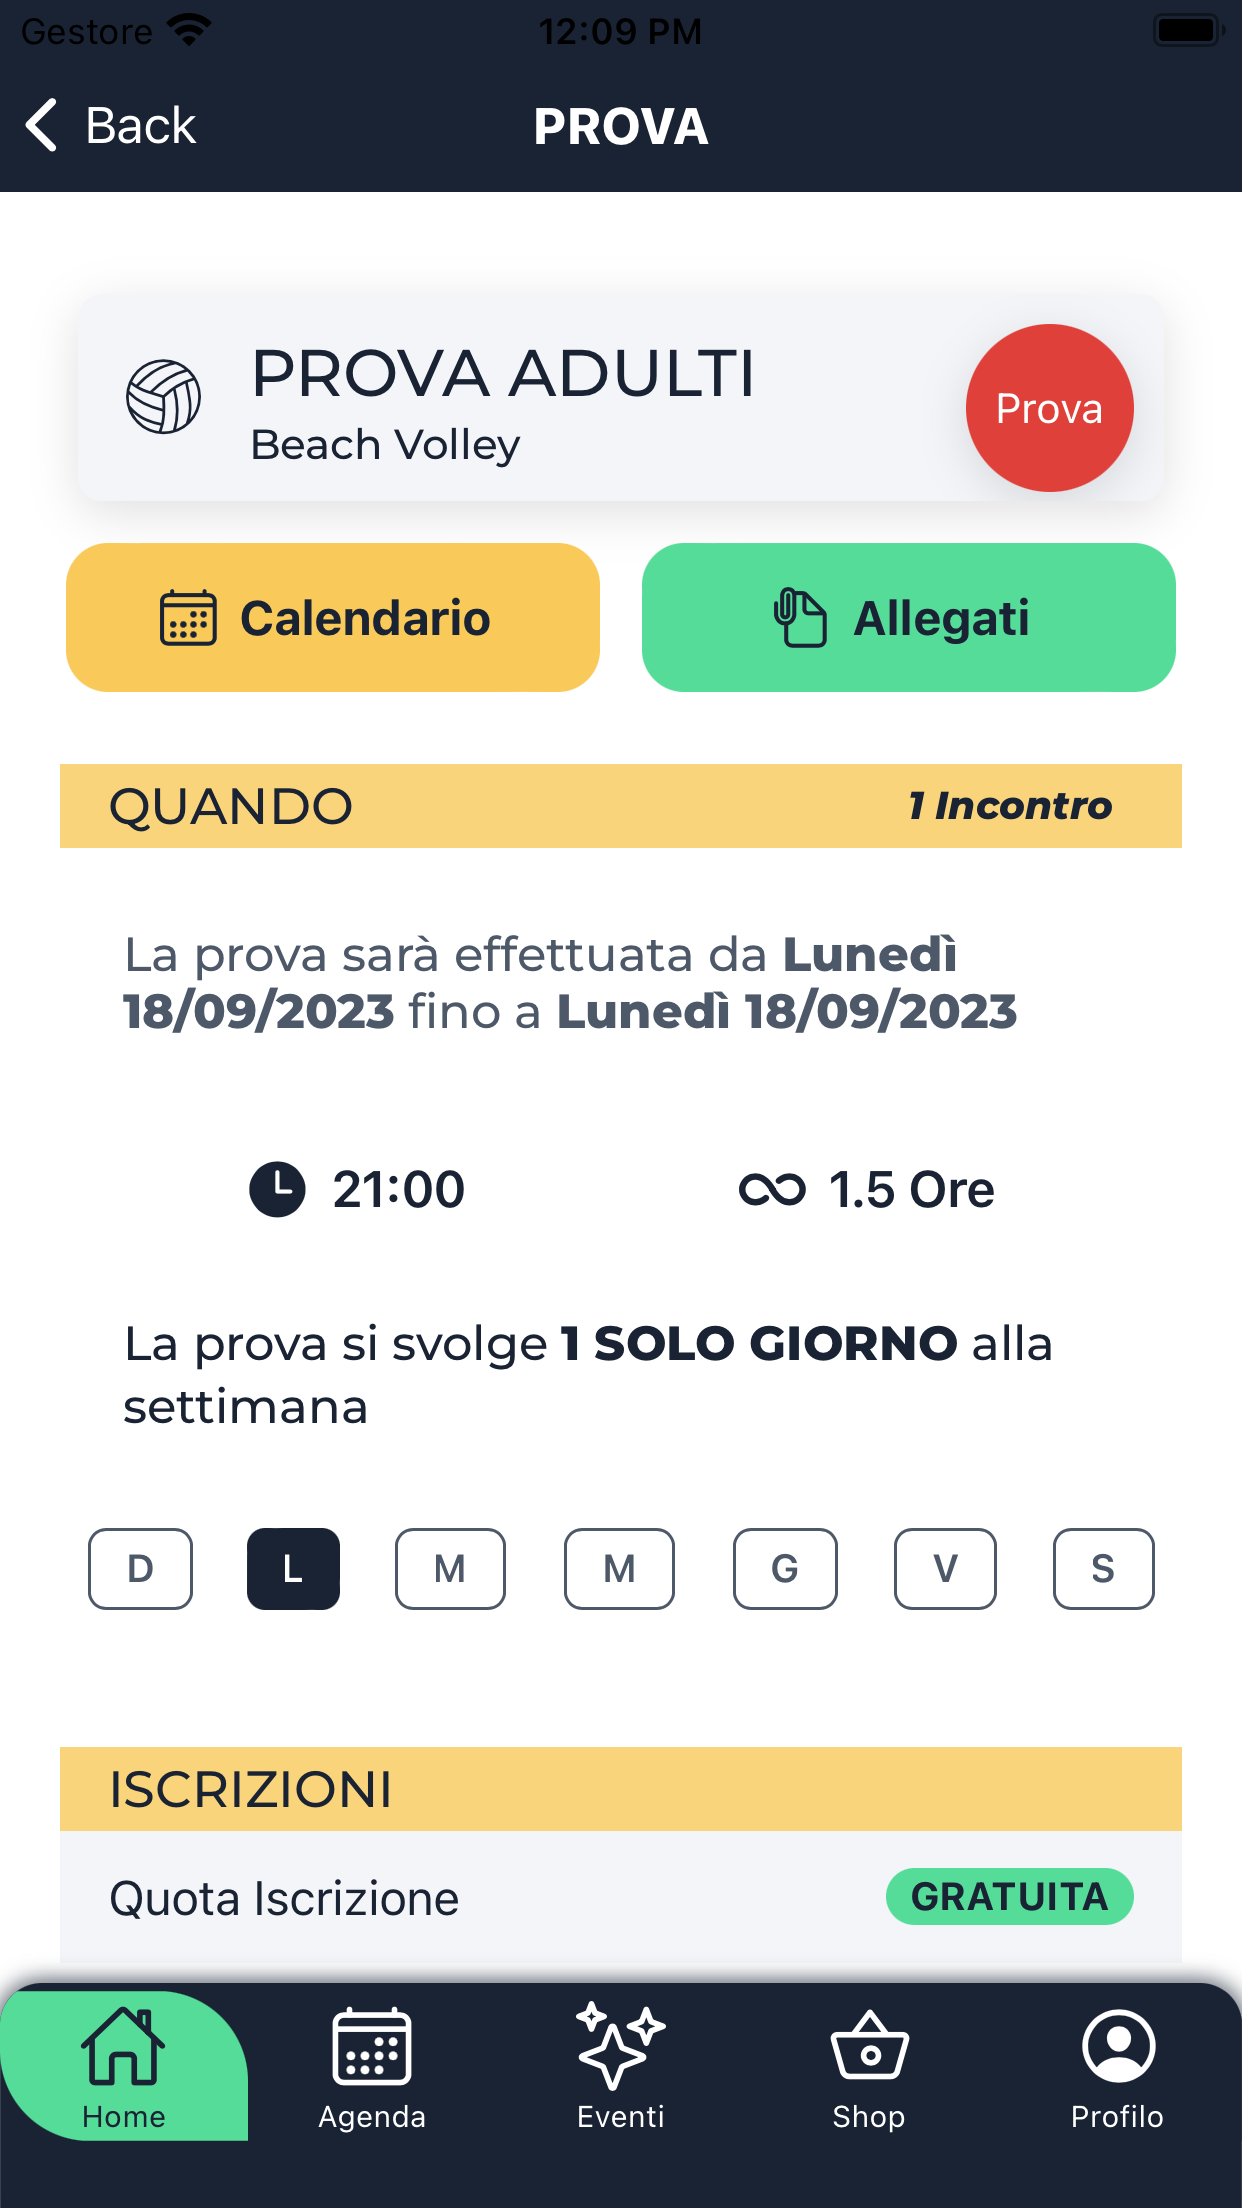 Gestore
12:09 PM
Back
PROVA
PROVA ADULTI
Beach Volley
Prova
Calendario
Allegati
QUANDO
1 Incontro
La prova sarà effettuata da Lunedì
18/09/2023 fino a Lunedì 18/09/2023
21:00
1.5 Ore
La prova si svolge 1 SOLO GIORNO alla
settimana
D L M M G V S
ISCRIZIONI
Quota Iscrizione
GRATUITA
Home
Agenda
Eventi
Shop
Profilo